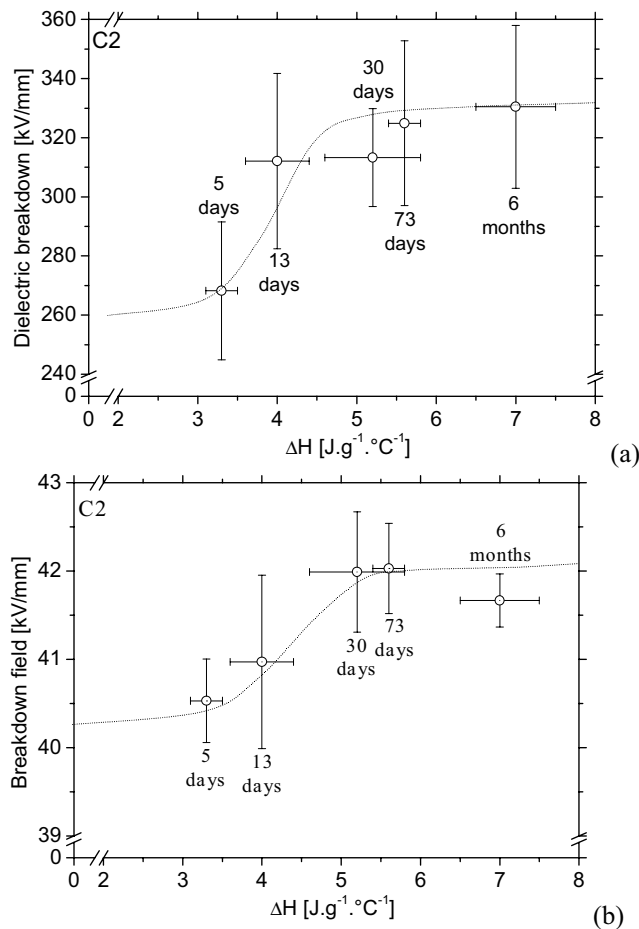 C2
Dielectric breakdown [kV/mm]
360
340
320
300
280
260
240
0
5
days
13
days
30
days
73
days
6
months
0 2 3 4 5 6 7 8
ΔH [J.g⁻¹.°C⁻¹]
(a)
C2
Breakdown field [kV/mm]
43
42
41
40
39
0
5
days
13
days
30
days
73
days
6
months
0 2 3 4 5 6 7 8
ΔH [J.g⁻¹.°C⁻¹]
(b)